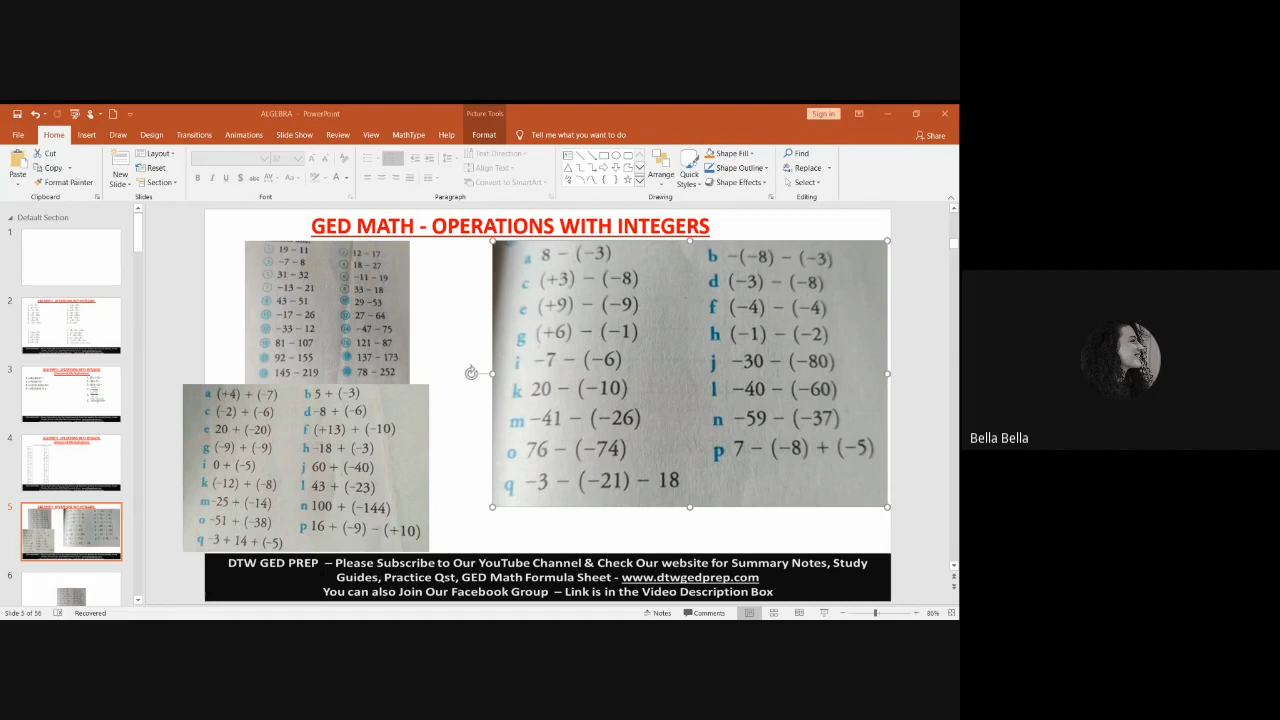 ALGEBRA - PowerPoint
Picture Tools
Sign in
File Home Insert Draw Design Transitions Animations Slide Show Review View MathType Help Format Tell me what you want to do Share
Paste
Cut
Copy
Format Painter
Clipboard
New Slide
Layout
Reset
Section
Slides
B I U S abc AV Aa A
Font
Text Direction
Align Text
Convert to SmartArt
Paragraph
Arrange
Quick Styles
Shape Fill
Shape Outline
Shape Effects
Drawing
Find
Replace
Select
Editing
Default Section
1
2
3
4
5
6
GED MATH - OPERATIONS WITH INTEGERS
19 − 11 12 − 17
−7 − 8 18 − 27
31 − 32 −11 − 19
−13 − 21 33 − 18
43 − 51 29 −53
−17 − 26 27 − 64
−33 − 12 −47 − 75
81 − 107 121 − 87
92 − 155 137 − 173
145 − 219 78 − 252
a (+4) + (−7) b 5 + (−3)
c (−2) + (−6) d −8 + (−6)
e 20 + (−20) f (+13) + (−10)
g (−9) + (−9) h −18 + (−3)
i 0 + (−5) j 60 + (−40)
k (−12) + (−8) l 43 + (−23)
m −25 + (−14) n 100 + (−144)
o −51 + (−38) p 16 + (−9) − (+10)
q −3 + 14 + (−5)
a 8 − (−3) b −(−8) − (−3)
c (+3) − (−8) d (−3) − (−8)
e (+9) − (−9) f (−4) − (−4)
g (+6) − (−1) h (−1) − (−2)
i −7 − (−6) j −30 − (−80)
k 20 − (−10) l −40 − (−60)
m −41 − (−26) n −59 − (−37)
o 76 − (−74) p 7 − (−8) + (−5)
q −3 − (−21) − 18
DTW GED PREP – Please Subscribe to Our YouTube Channel & Check Our website for Summary Notes, Study
Guides, Practice Qst, GED Math Formula Sheet - www.dtwgedprep.com
You can also Join Our Facebook Group – Link is in the Video Description Box
Slide 5 of 56 Recovered Notes Comments 86%
Bella Bella